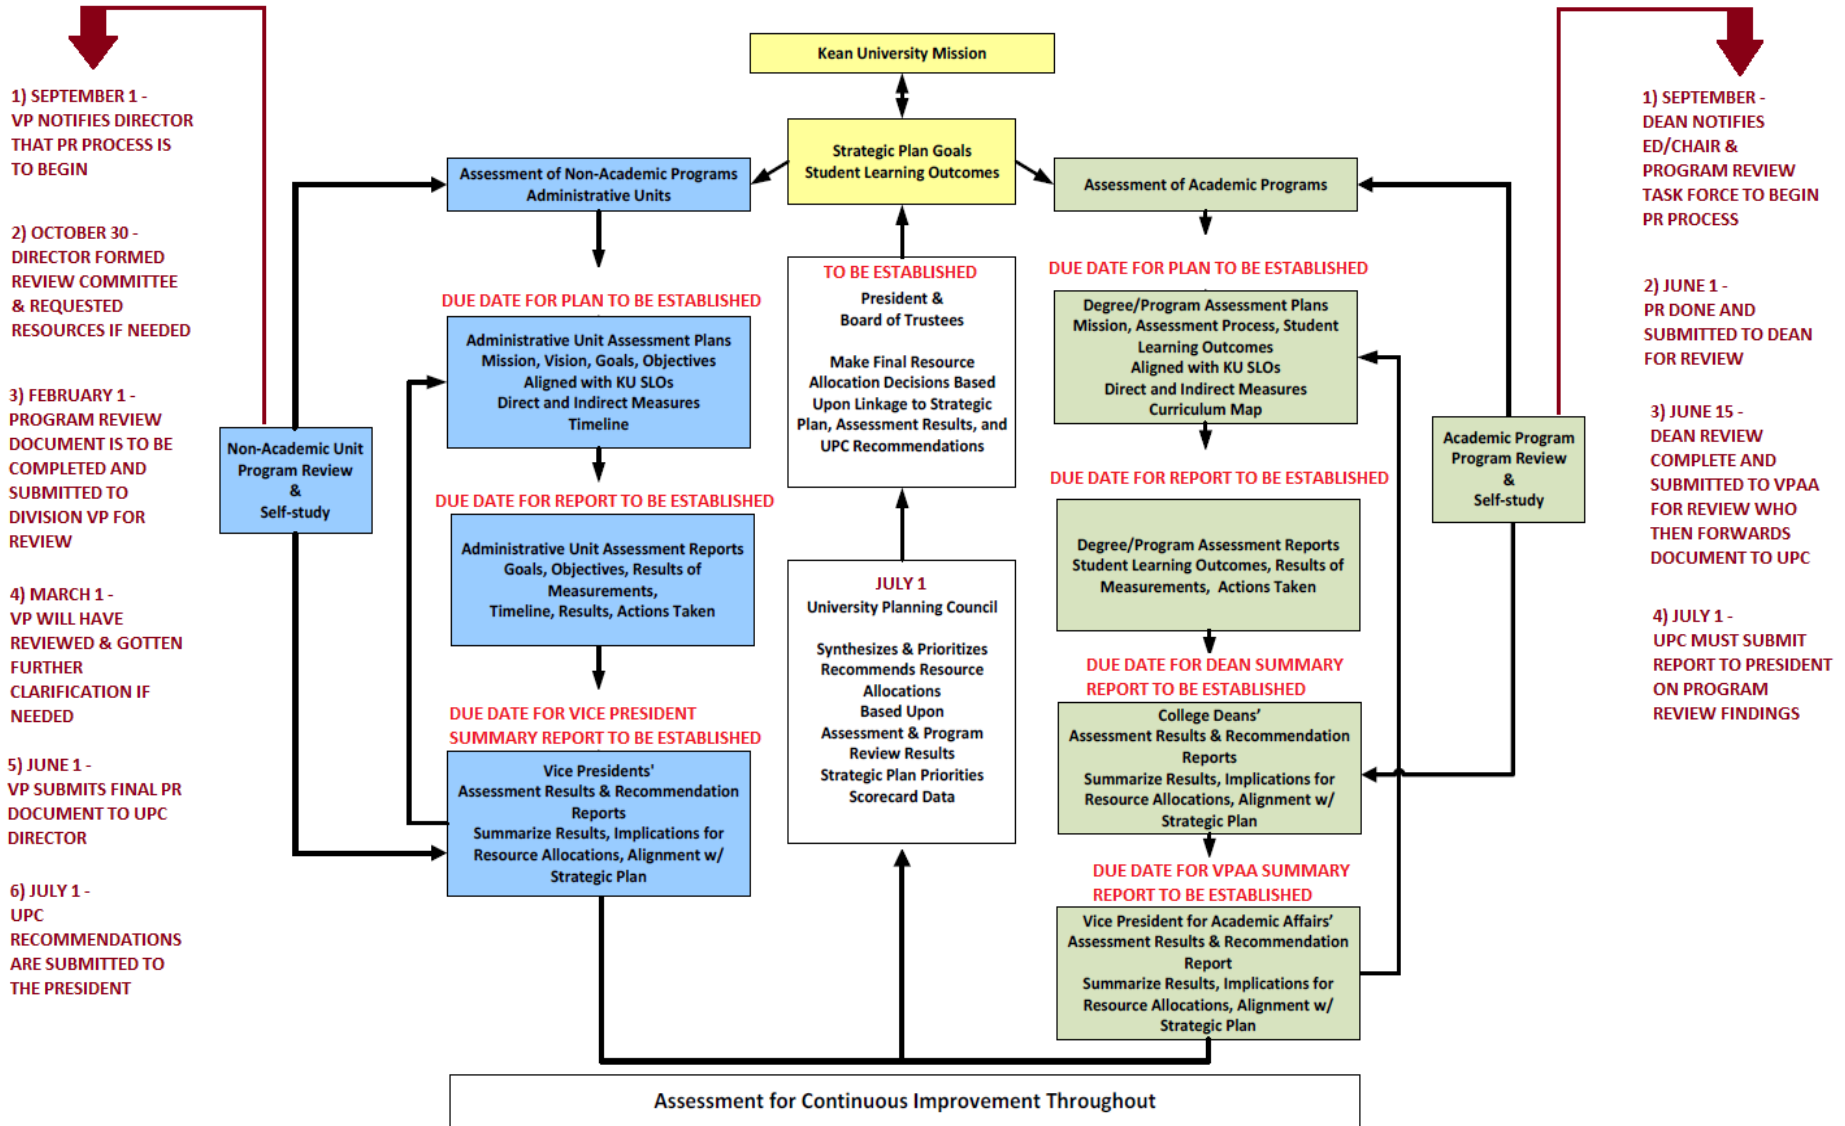 Kean University Mission
Strategic Plan Goals
Student Learning Outcomes
1) SEPTEMBER 1 -
VP NOTIFIES DIRECTOR
THAT PR PROCESS IS
TO BEGIN
2) OCTOBER 30 -
DIRECTOR FORMED
REVIEW COMMITTEE
& REQUESTED
RESOURCES IF NEEDED
3) FEBRUARY 1 -
PROGRAM REVIEW
DOCUMENT IS TO BE
COMPLETED AND
SUBMITTED TO
DIVISION VP FOR
REVIEW
4) MARCH 1 -
VP WILL HAVE
REVIEWED & GOTTEN
FURTHER
CLARIFICATION IF
NEEDED
5) JUNE 1 -
VP SUBMITS FINAL PR
DOCUMENT TO UPC
DIRECTOR
6) JULY 1 -
UPC
RECOMMENDATIONS
ARE SUBMITTED TO
THE PRESIDENT
Non-Academic Unit
Program Review
&
Self-study
Assessment of Non-Academic Programs
Administrative Units
DUE DATE FOR PLAN TO BE ESTABLISHED
Administrative Unit Assessment Plans
Mission, Vision, Goals, Objectives
Aligned with KU SLOs
Direct and Indirect Measures
Timeline
DUE DATE FOR REPORT TO BE ESTABLISHED
Administrative Unit Assessment Reports
Goals, Objectives, Results of
Measurements,
Timeline, Results, Actions Taken
DUE DATE FOR VICE PRESIDENT
SUMMARY REPORT TO BE ESTABLISHED
Vice Presidents'
Assessment Results & Recommendation
Reports
Summarize Results, Implications for
Resource Allocations, Alignment w/
Strategic Plan
TO BE ESTABLISHED
President &
Board of Trustees
Make Final Resource
Allocation Decisions Based
Upon Linkage to Strategic
Plan, Assessment Results, and
UPC Recommendations
JULY 1
University Planning Council
Synthesizes & Prioritizes
Recommends Resource
Allocations
Based Upon
Assessment & Program
Review Results
Strategic Plan Priorities
Scorecard Data
Assessment of Academic Programs
DUE DATE FOR PLAN TO BE ESTABLISHED
Degree/Program Assessment Plans
Mission, Assessment Process, Student
Learning Outcomes
Aligned with KU SLOs
Direct and Indirect Measures
Curriculum Map
DUE DATE FOR REPORT TO BE ESTABLISHED
Degree/Program Assessment Reports
Student Learning Outcomes, Results of
Measurements, Actions Taken
DUE DATE FOR DEAN SUMMARY
REPORT TO BE ESTABLISHED
College Deans’
Assessment Results & Recommendation
Reports
Summarize Results, Implications for
Resource Allocations, Alignment w/
Strategic Plan
DUE DATE FOR VPAA SUMMARY
REPORT TO BE ESTABLISHED
Vice President for Academic Affairs’
Assessment Results & Recommendation
Report
Summarize Results, Implications for
Resource Allocations, Alignment w/
Strategic Plan
Academic Program
Program Review
&
Self-study
1) SEPTEMBER -
DEAN NOTIFIES
ED/CHAIR &
PROGRAM REVIEW
TASK FORCE TO BEGIN
PR PROCESS
2) JUNE 1 -
PR DONE AND
SUBMITTED TO DEAN
FOR REVIEW
3) JUNE 15 -
DEAN REVIEW
COMPLETE AND
SUBMITTED TO VPAA
FOR REVIEW WHO
THEN FORWARDS
DOCUMENT TO UPC
4) JULY 1 -
UPC MUST SUBMIT
REPORT TO PRESIDENT
ON PROGRAM
REVIEW FINDINGS
Assessment for Continuous Improvement Throughout